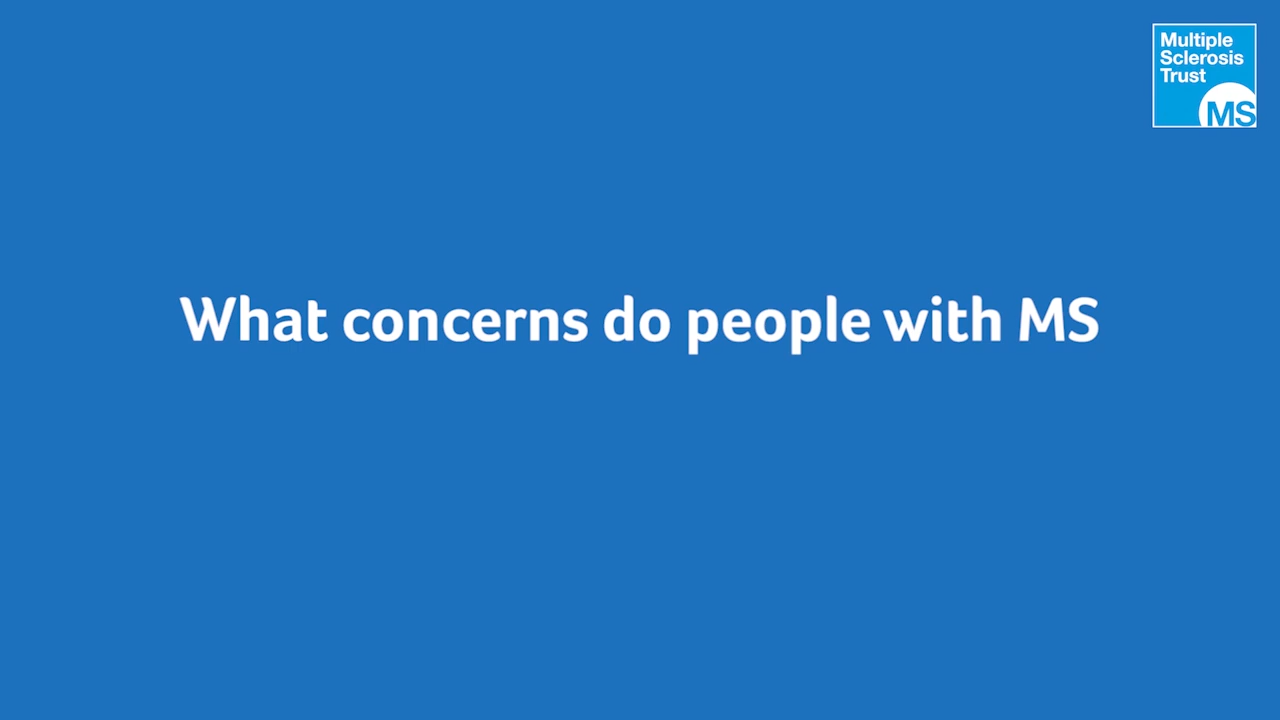 Multiple
Sclerosis
Trust
MS
What concerns do people with MS